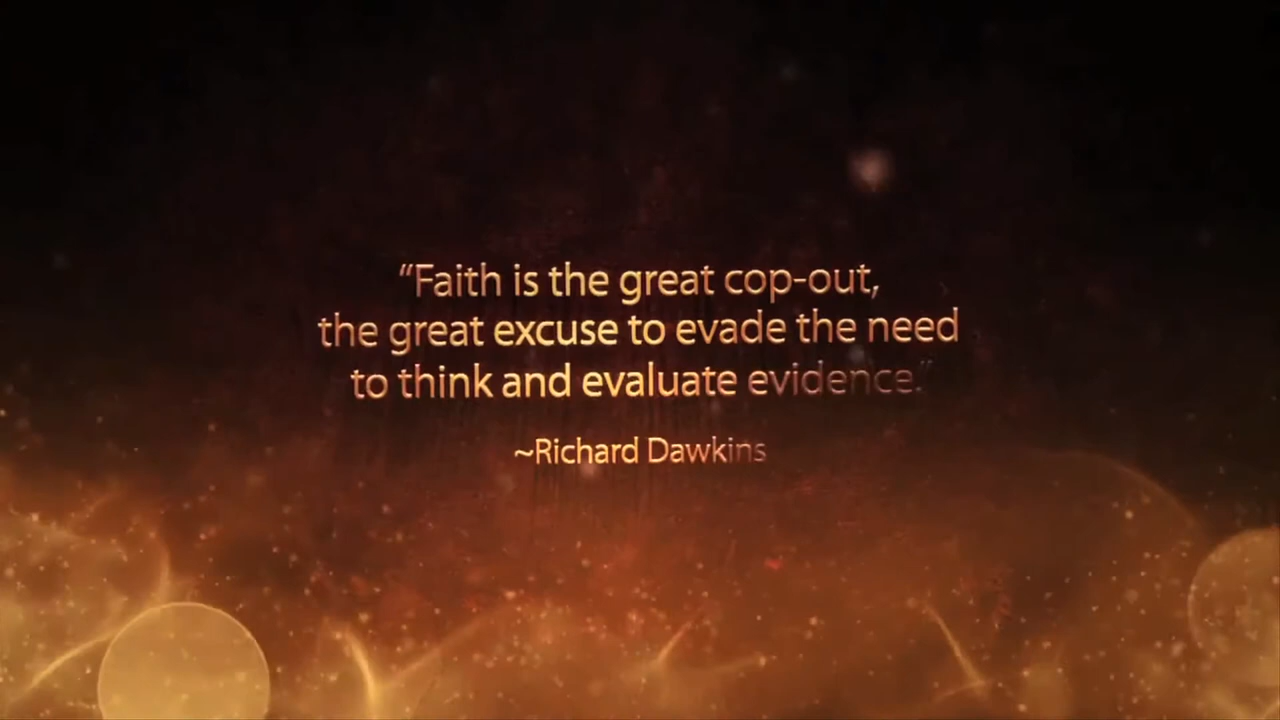 “Faith is the great cop-out,
the great excuse to evade the need
to think and evaluate evidence.”
~Richard Dawkins